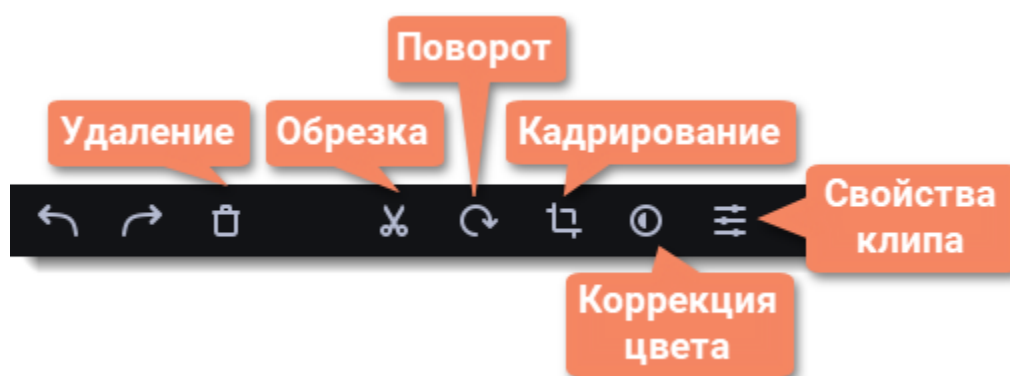 Поворот
Удаление
Обрезка
Кадрирование
Свойства
клипа
Коррекция
цвета